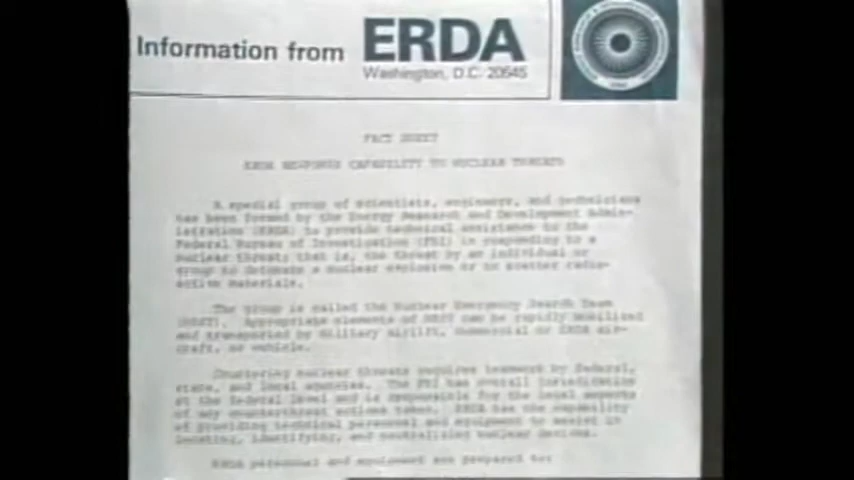 Information from ERDA
Washington, D.C. 20545
FACT SHEET
ERDA RESPONSE CAPABILITY TO NUCLEAR THREATS
A special group of scientists, engineers, and technicians
has been formed by the Energy Research and Development Admin-
istration (ERDA) to provide technical assistance to the
Federal Bureau of Investigation (FBI) in responding to a
nuclear threat; that is, the threat by an individual or
group to detonate a nuclear explosion or to scatter radio-
active materials.
The group is called the Nuclear Emergency Search Team
(NEST). Appropriate elements of NEST can be rapidly mobilized
and transported by military airlift, commercial or ERDA air-
craft, or vehicle.
Countering nuclear threats requires teamwork by federal,
state, and local agencies. The FBI has overall jurisdiction
at the federal level and is responsible for the legal aspects
of any counterthreat actions taken. ERDA has the capability
of providing technical personnel and equipment to assist in
locating, identifying, and neutralizing nuclear devices.
ERDA personnel and equipment are prepared to: